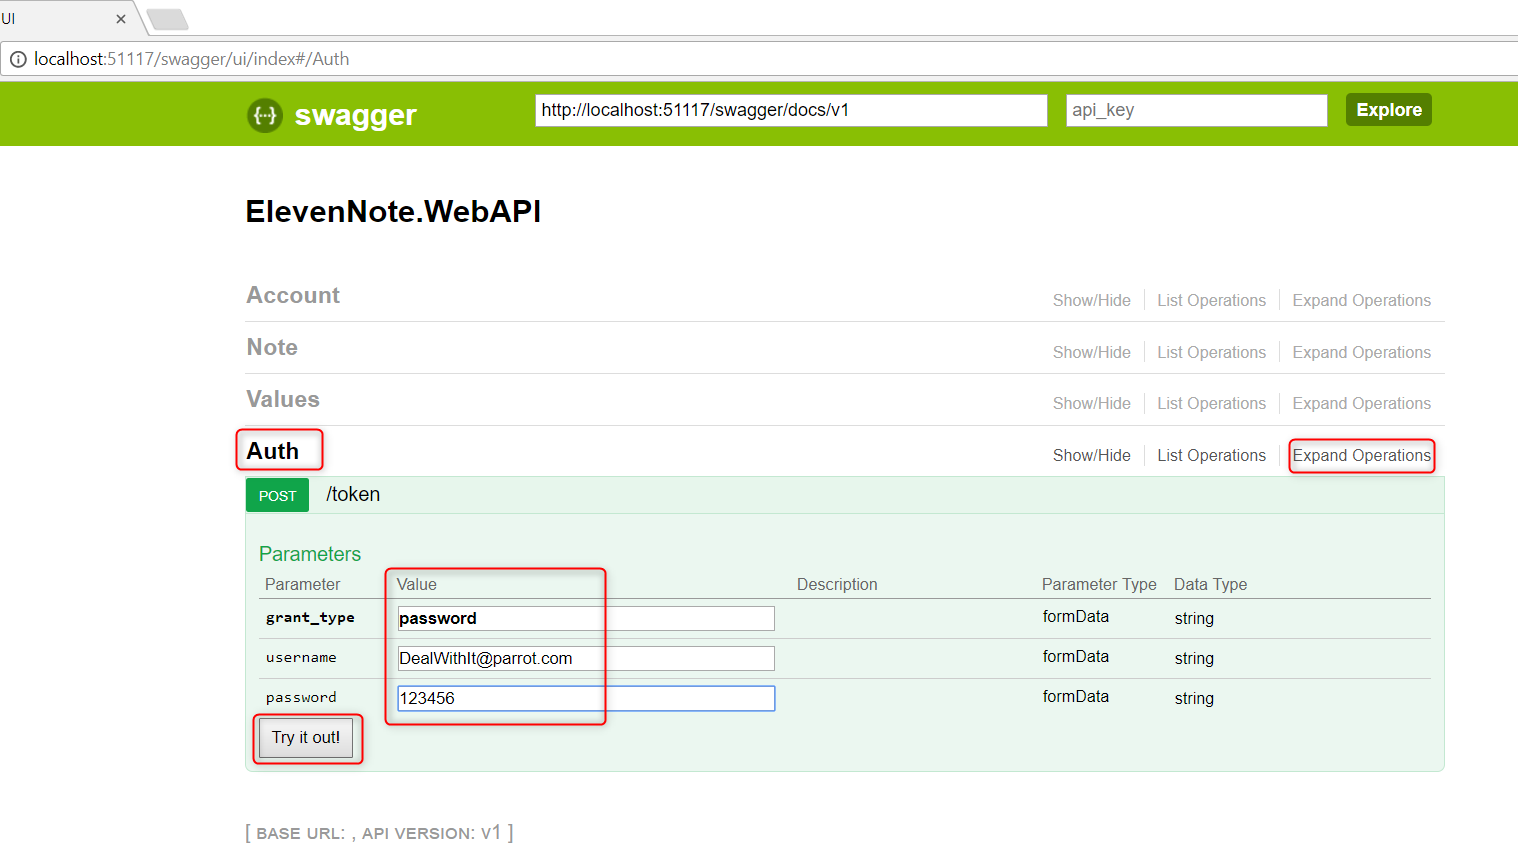 UI
localhost:51117/swagger/ui/index#/Auth
{··} swagger http://localhost:51117/swagger/docs/v1 api_key Explore
ElevenNote.WebAPI
Account Show/Hide List Operations Expand Operations
Note Show/Hide List Operations Expand Operations
Values Show/Hide List Operations Expand Operations
Auth Show/Hide List Operations Expand Operations
POST /token
Parameters
Parameter Value Description Parameter Type Data Type
grant_type password formData string
username DealWithIt@parrot.com formData string
password 123456 formData string
Try it out!
[ BASE URL: , API VERSION: V1 ]